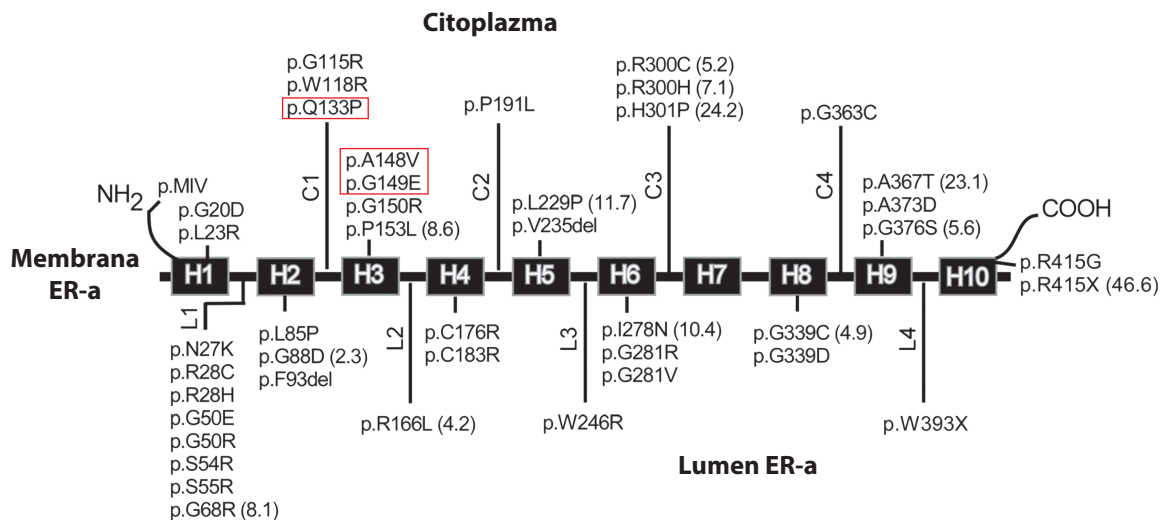 Citoplazma
p.G115R
p.W118R
p.Q133P
C1
p.A148V
p.G149E
p.G150R
p.P153L (8.6)
p.P191L
C2
p.L229P (11.7)
p.V235del
p.R300C (5.2)
p.R300H (7.1)
p.H301P (24.2)
C3
p.G363C
C4
p.A367T (23.1)
p.A373D
p.G376S (5.6)
NH2
p.MIV
p.G20D
p.L23R
COOH
p.R415G
p.R415X (46.6)
Membrana
ER-a
H1 H2 H3 H4 H5 H6 H7 H8 H9 H10
L1
p.N27K
p.R28C
p.R28H
p.G50E
p.G50R
p.S54R
p.S55R
p.G68R (8.1)
p.L85P
p.G88D (2.3)
p.F93del
L2
p.R166L (4.2)
p.C176R
p.C183R
L3
p.W246R
p.I278N (10.4)
p.G281R
p.G281V
p.G339C (4.9)
p.G339D
L4
p.W393X
Lumen ER-a